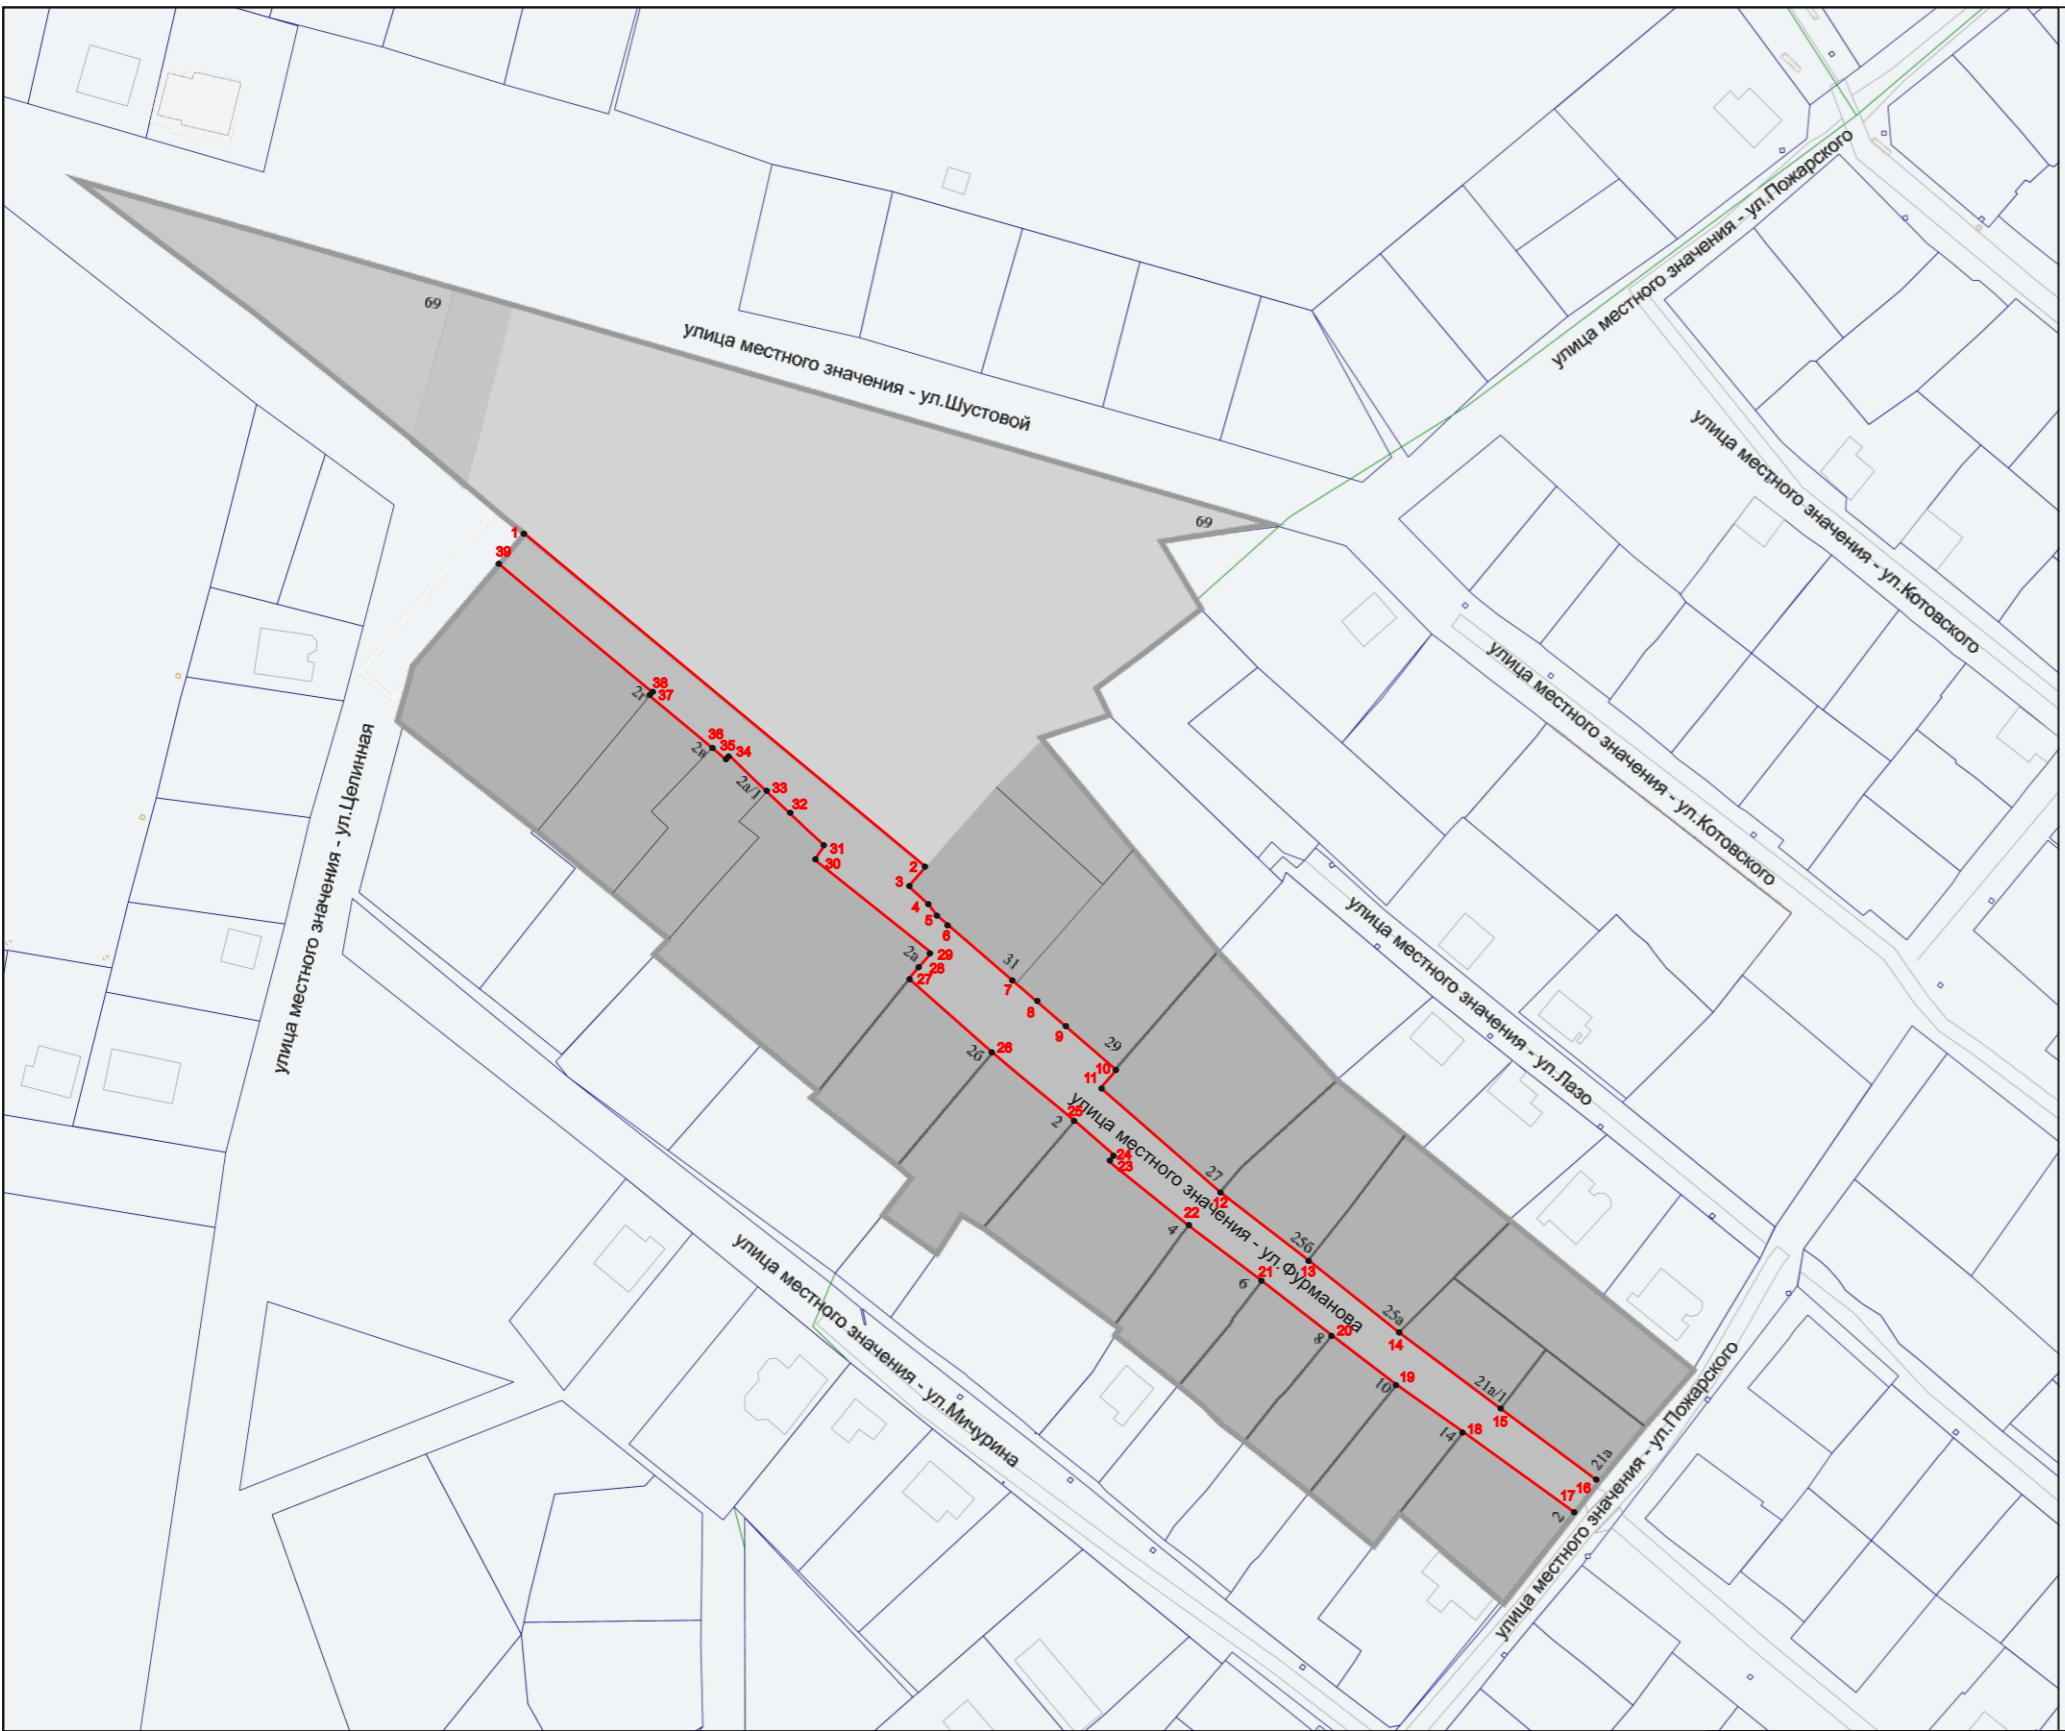 улица местного значения - ул.Пожарского
69
улица местного значения - ул.Шустовой
улица местного значения - ул.Котовского
69
1
39
улица местного значения - ул.Котовского
38
2г
37
36
2в
35
34
2а/1
33
32
улица местного значения - ул.Целинная
31
30
2
3
4
5
6
улица местного значения - ул.Лазо
2а
29
28
27
31
7
8
9
29
10
11
2б
26
улица местного значения - ул.Фурманова
25
2
24
23
27
12
22
4
улица местного значения - ул.Мичурина
25б
13
21
6
25а
14
20
8
19
10
21а/1
15
18
14
улица местного значения - ул.Пожарского
21а
16
17
2